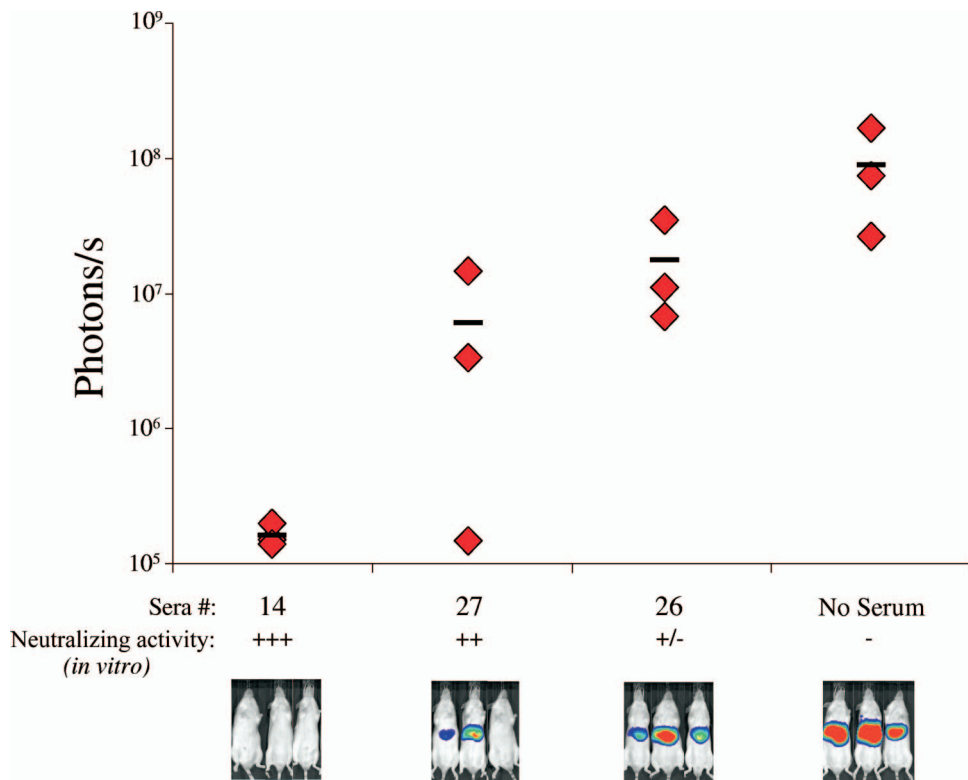 10⁹
10⁸
10⁷
10⁶
10⁵
Photons/s
Sera #: 14 27 26 No Serum
Neutralizing activity: +++ ++ +/- -
(in vitro)